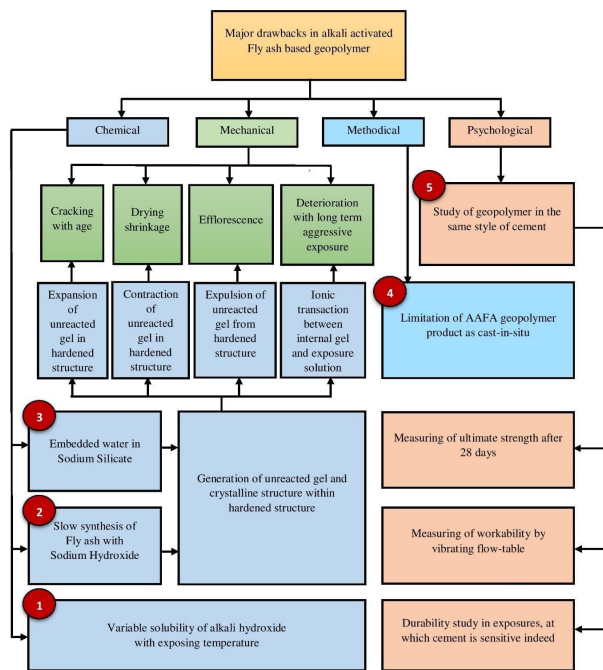 Major drawbacks in alkali activated
Fly ash based geopolymer
Chemical
Mechanical
Methodical
Psychological
Cracking
with age
Drying
shrinkage
Efflorescence
Deterioration
with long term
aggressive
exposure
5
Study of geopolymer in the
same style of cement
Expansion of
unreacted
gel in
hardened
structure
Contraction of
unreacted
gel in
hardened
structure
Expulsion of
unreacted
gel from
hardened
structure
Ionic
transaction
between
internal gel
and exposure
solution
4
Limitation of AAFA geopolymer
product as cast-in-situ
3
Embedded water in
Sodium Silicate
Generation of unreacted gel and
crystalline structure within
hardened structure
Measuring of ultimate strength after
28 days
2
Slow synthesis of
Fly ash with
Sodium Hydroxide
Measuring of workability by
vibrating flow-table
1
Variable solubility of alkali hydroxide
with exposing temperature
Durability study in exposures, at
which cement is sensitive indeed